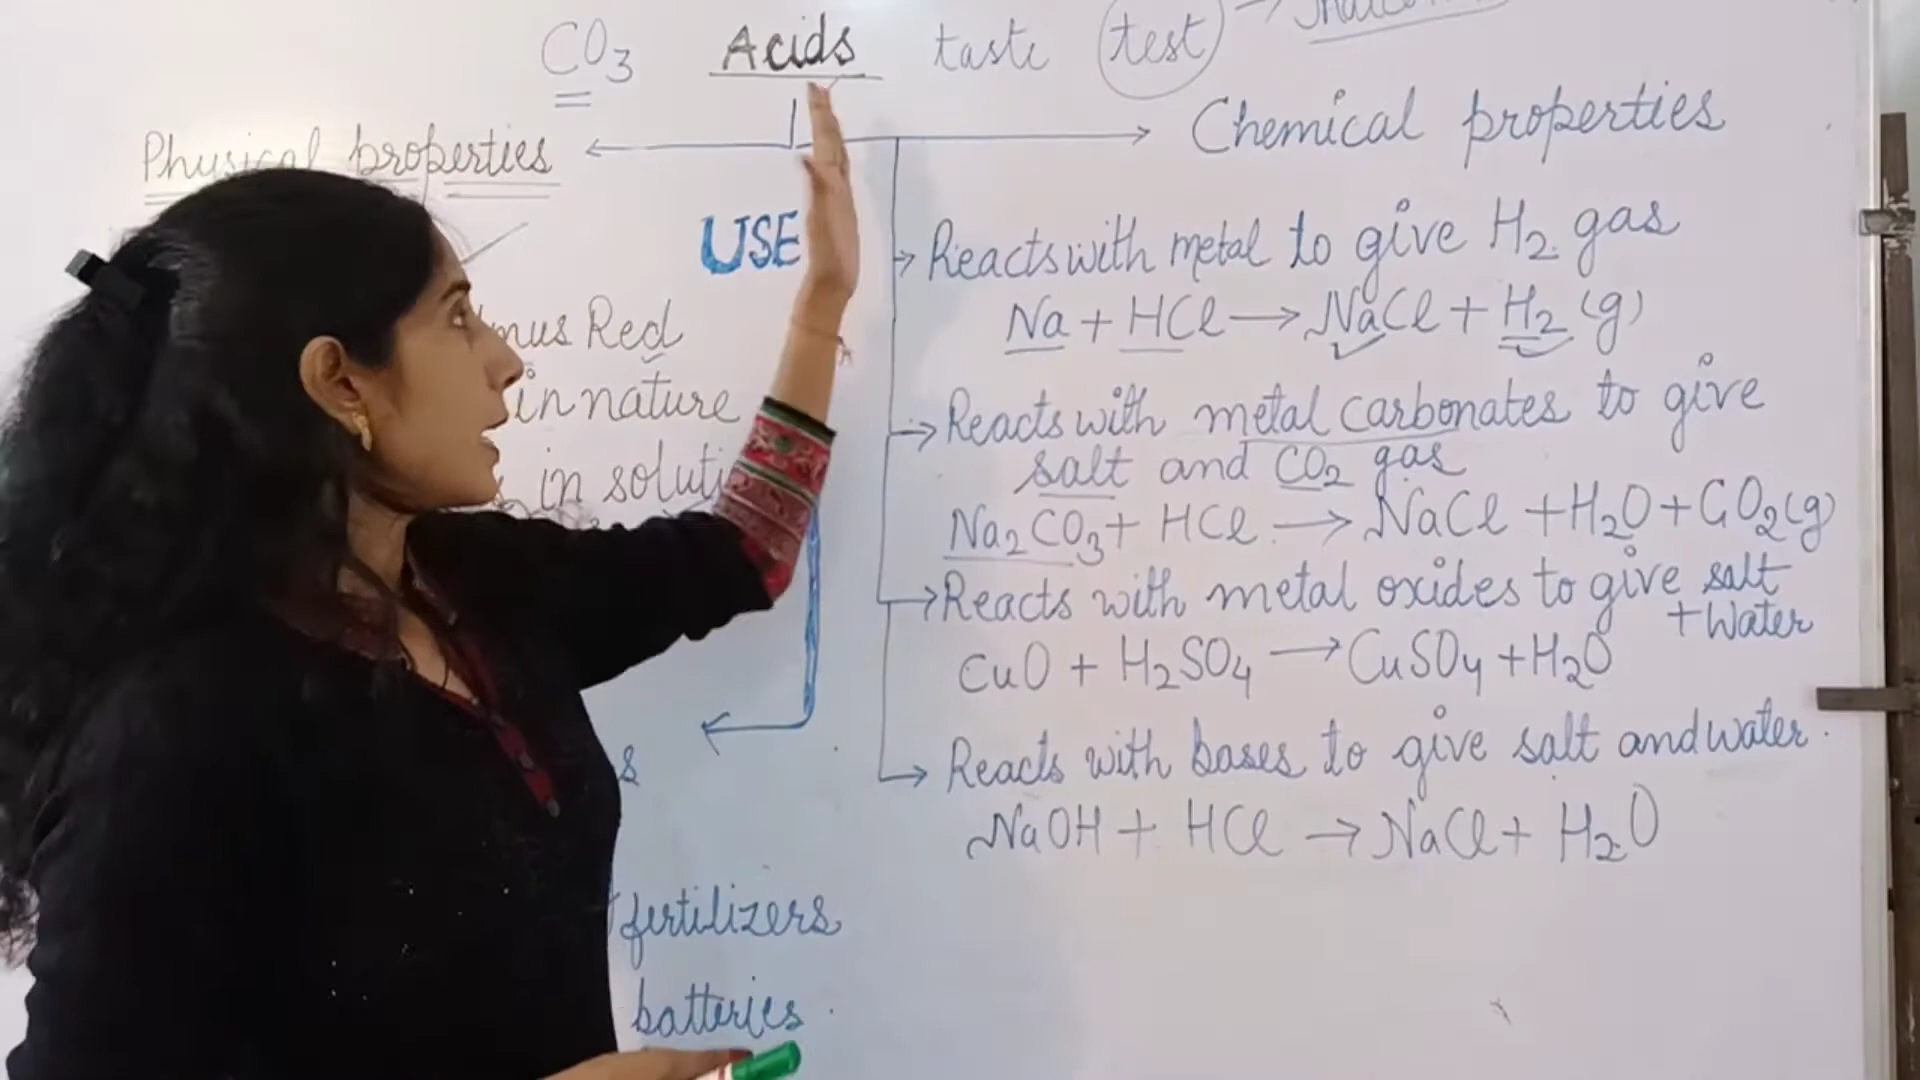 CO3 Acids taste test →
Physical properties
Chemical properties
USE
mus Red
in nature
in soluti
s
fertilizers
batteries
→ Reacts with metal to give H2 gas
Na + HCl → NaCl + H2 (g)
→ Reacts with metal carbonates to give
salt and CO2 gas
Na2CO3 + HCl → NaCl + H2O + CO2(g)
→ Reacts with metal oxides to give salt
+ Water
CuO + H2SO4 → CuSO4 + H2O
→ Reacts with bases to give salt and water.
NaOH + HCl → NaCl + H2O